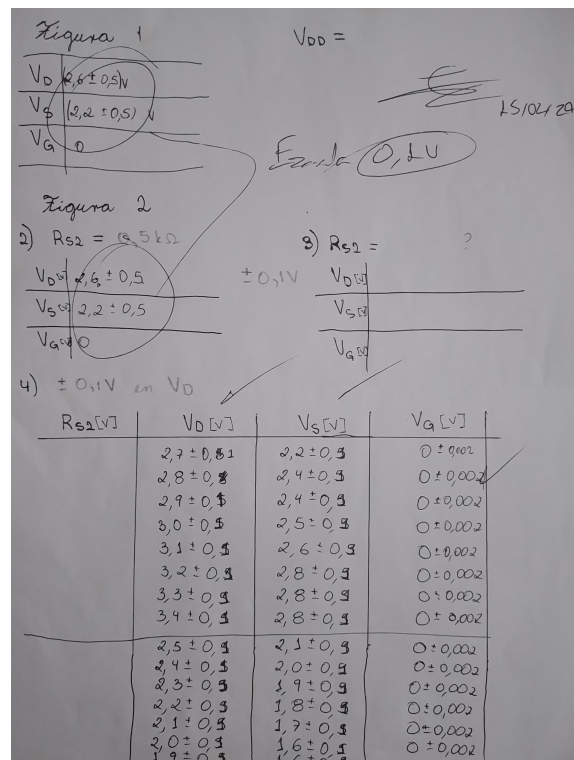 Figura 1
VDD =
VD (2,6 ± 0,5)V
VS (2,2 ± 0,5) V
VG 0
0,1V
Figura 2
2) RS2 = 0,5 kΩ
VD[V] 2,6 ± 0,5
VS[V] 2,2 ± 0,5
VG[V] 0
± 0,1V
3) RS2 = ?
VD[V]
VS[V]
VG[V]
4) ± 0,1V en VD
RS2[V] VD[V] VS[V] VG[V]
2,7 ± 0,1 2,2 ± 0,1 0 ± 0,002
2,8 ± 0,1 2,4 ± 0,1 0 ± 0,002
2,9 ± 0,1 2,4 ± 0,1 0 ± 0,002
3,0 ± 0,1 2,5 ± 0,1 0 ± 0,002
3,1 ± 0,1 2,6 ± 0,1 0 ± 0,002
3,2 ± 0,1 2,8 ± 0,1 0 ± 0,002
3,3 ± 0,1 2,8 ± 0,1 0 ± 0,002
3,4 ± 0,1 2,8 ± 0,1 0 ± 0,002
2,5 ± 0,1 2,1 ± 0,1 0 ± 0,002
2,4 ± 0,1 2,0 ± 0,1 0 ± 0,002
2,3 ± 0,1 1,9 ± 0,1 0 ± 0,002
2,2 ± 0,1 1,8 ± 0,1 0 ± 0,002
2,1 ± 0,1 1,7 ± 0,1 0 ± 0,002
2,0 ± 0,1 1,6 ± 0,1 0 ± 0,002